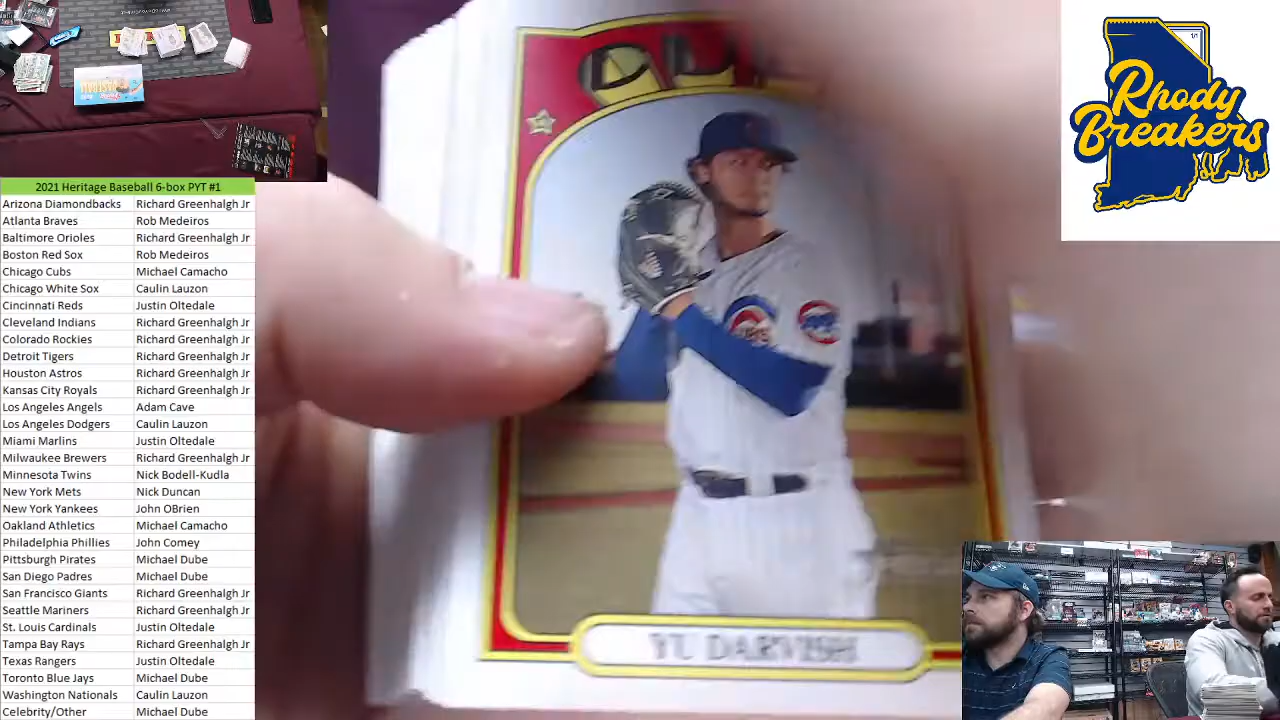 2021 Heritage Baseball 6-box PYT #1
Arizona Diamondbacks Richard Greenhalgh Jr
Atlanta Braves Rob Medeiros
Baltimore Orioles Richard Greenhalgh Jr
Boston Red Sox Rob Medeiros
Chicago Cubs Michael Camacho
Chicago White Sox Caulin Lauzon
Cincinnati Reds Justin Oltedale
Cleveland Indians Richard Greenhalgh Jr
Colorado Rockies Richard Greenhalgh Jr
Detroit Tigers Richard Greenhalgh Jr
Houston Astros Richard Greenhalgh Jr
Kansas City Royals Richard Greenhalgh Jr
Los Angeles Angels Adam Cave
Los Angeles Dodgers Caulin Lauzon
Miami Marlins Justin Oltedale
Milwaukee Brewers Richard Greenhalgh Jr
Minnesota Twins Nick Bodell-Kudla
New York Mets Nick Duncan
New York Yankees John OBrien
Oakland Athletics Michael Camacho
Philadelphia Phillies John Comey
Pittsburgh Pirates Michael Dube
San Diego Padres Michael Dube
San Francisco Giants Richard Greenhalgh Jr
Seattle Mariners Richard Greenhalgh Jr
St. Louis Cardinals Justin Oltedale
Tampa Bay Rays Richard Greenhalgh Jr
Texas Rangers Justin Oltedale
Toronto Blue Jays Michael Dube
Washington Nationals Caulin Lauzon
Celebrity/Other Michael Dube
YU DARVISH
1/1
Rhody
Breakers